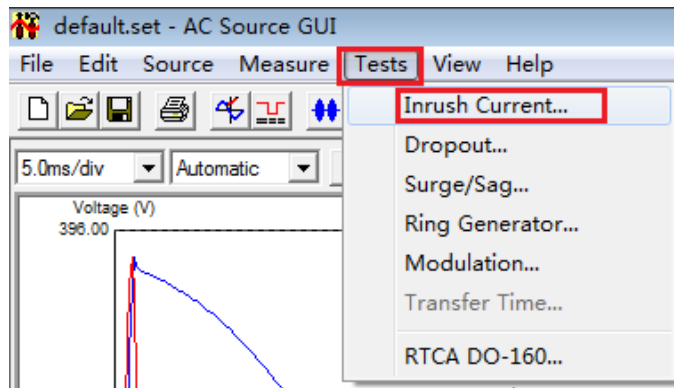 default.set - AC Source GUI
File Edit Source Measure Tests View Help
Inrush Current...
Dropout...
Surge/Sag...
Ring Generator...
Modulation...
Transfer Time...
RTCA DO-160...
5.0ms/div Automatic
Voltage (V)
396.00